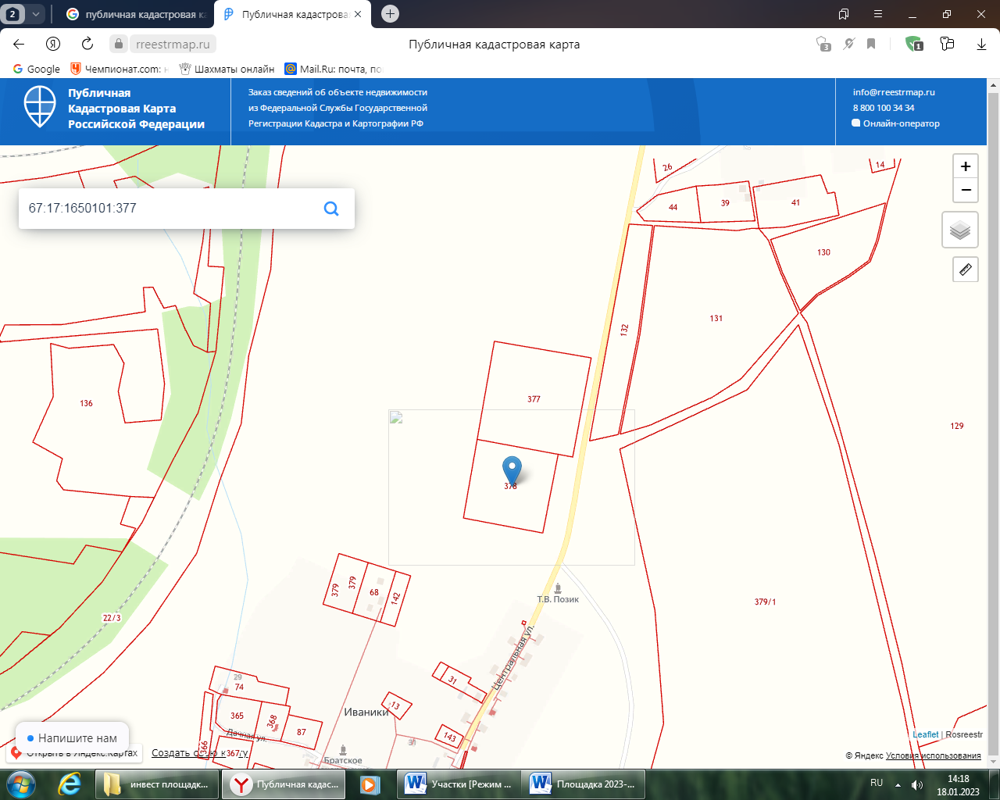 2
публичная кадастровая к
Публичная кадастрова
rreestrmap.ru
Публичная кадастровая карта
3
1
Google
Чемпионат.com: н
Шахматы онлайн
Mail.Ru: почта, по
Публичная
Кадастровая Карта
Российской Федерации
Заказ сведений об объекте недвижимости
из Федеральной Службы Государственной
Регистрации Кадастра и Картографии РФ
info@rreestrmap.ru
8 800 100 34 34
Онлайн-оператор
67:17:1650101:377
+
−
26
14
44
39
41
130
132
131
136
377
129
378
379
379
68
142
Т.В. Позик
379/1
22/3
Центральная ул.
29
74
31
13
365
368
87
Иваники
143
31
Дачная ул.
366
367
Братское
Напишите нам
Открыть в Яндекс.Картах
Создать свою карту
Leaflet | Rosreestr
© Яндекс Условия использования
инвест площадк...
Публичная кадас...
Участки [Режим ...
Площадка 2023-...
RU
14:18
18.01.2023